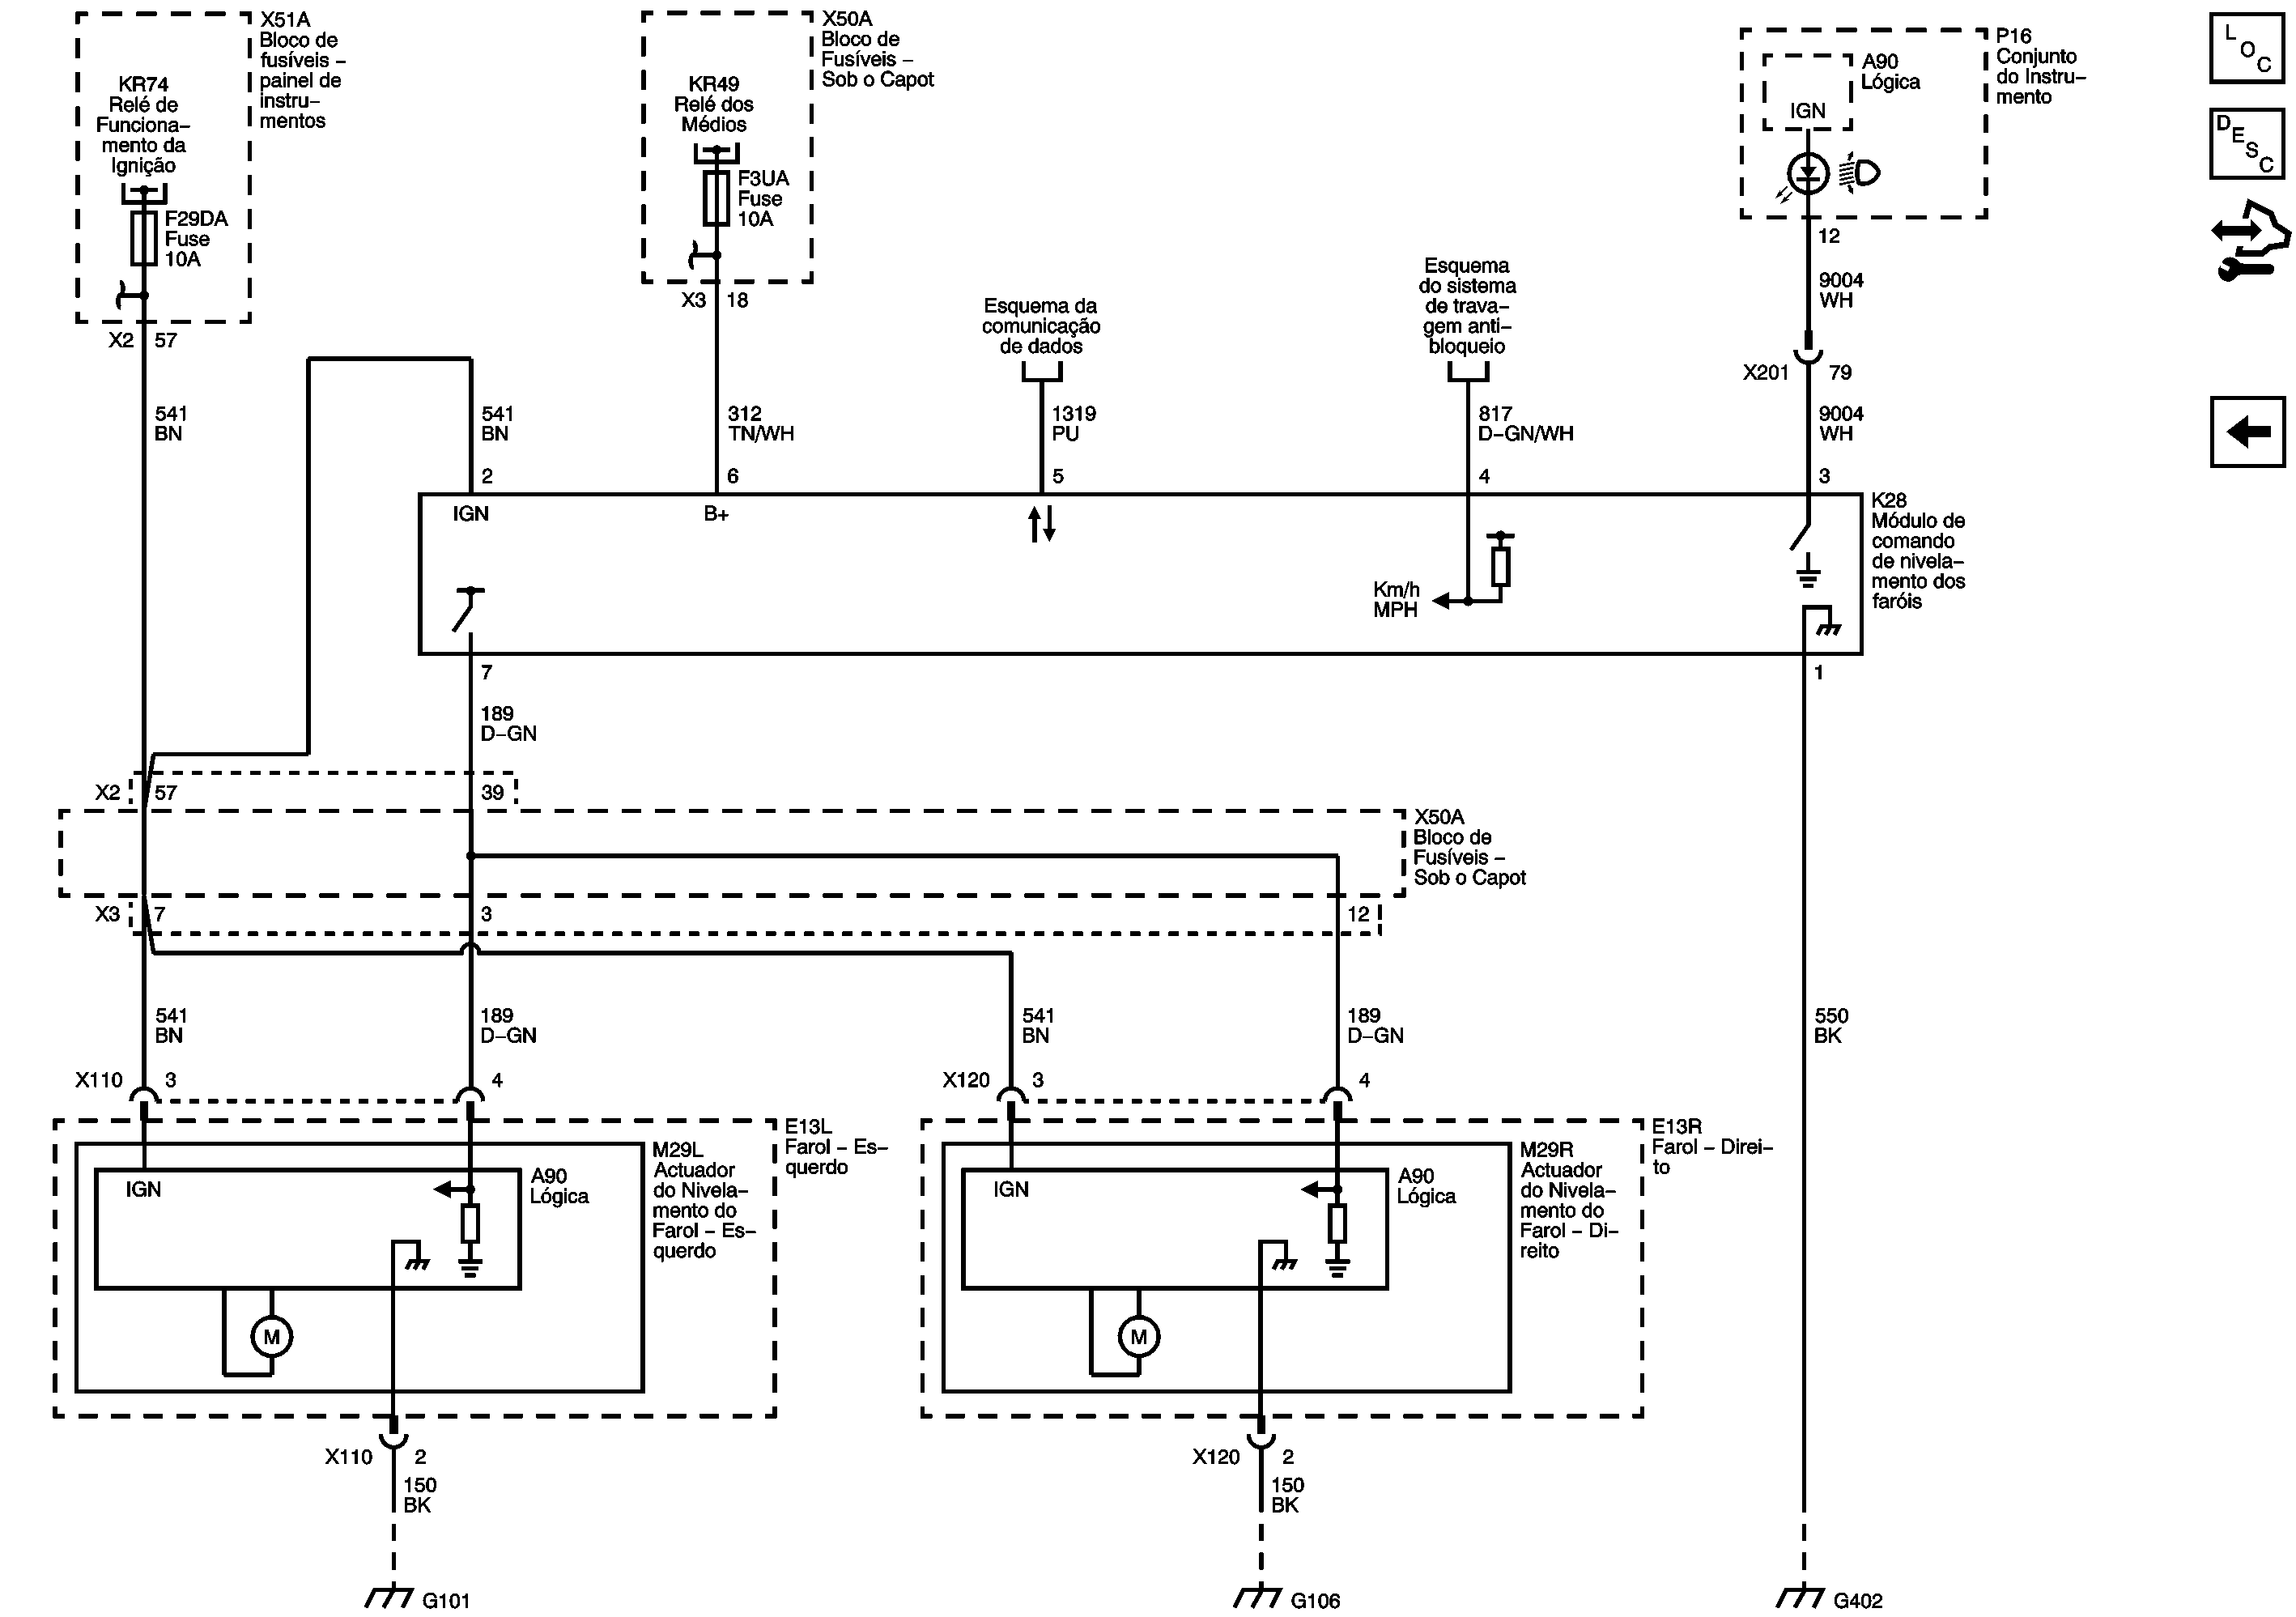 X51A
Bloco de
fusíveis –
painel de
instru–
mentos
KR74
Relé de
Funciona–
mento da
Ignição
F29DA
Fuse
10A
X2 57
X50A
Bloco de
Fusíveis –
Sob o Capot
KR49
Relé dos
Médios
F3UA
Fuse
10A
X3 18
Esquema da
comunicação
de dados
Esquema
do sistema
de trava–
gem anti–
bloqueio
P16
Conjunto
do Instru–
mento
A90
Lógica
IGN
12
9004
WH
X201 79
L
O
C
D
E
S
C
541
BN
541
BN
312
TN/WH
1319
PU
817
D–GN/WH
9004
WH
2
6
5
4
3
IGN
B+
Km/h
MPH
K28
Módulo de
comando
de nivela–
mento dos
faróis
7
1
189
D–GN
X2 57
39
X50A
Bloco de
Fusíveis –
Sob o Capot
X3 7
3
12
541
BN
189
D–GN
541
BN
189
D–GN
550
BK
X110 3
4
X120 3
4
E13L
Farol – Es–
querdo
M29L
Actuador
do Nivela–
mento do
Farol – Es–
querdo
A90
Lógica
IGN
M
E13R
Farol – Direi–
to
M29R
Actuador
do Nivela–
mento do
Farol – Di–
reito
A90
Lógica
IGN
M
X110 2
150
BK
X120 2
150
BK
G101
G106
G402